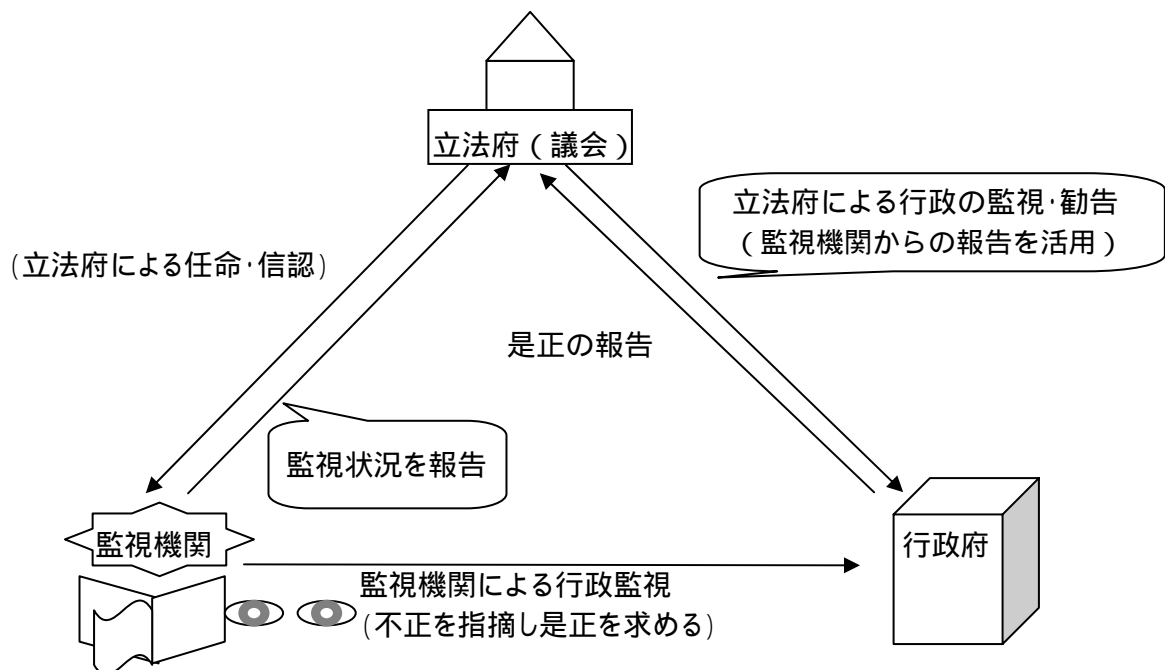 立法府（議会）
立法府による行政の監視・勧告
（監視機関からの報告を活用）
(立法府による任命・信認)
是正の報告
監視状況を報告
監視機関
行政府
監視機関による行政監視
(不正を指摘し是正を求める)